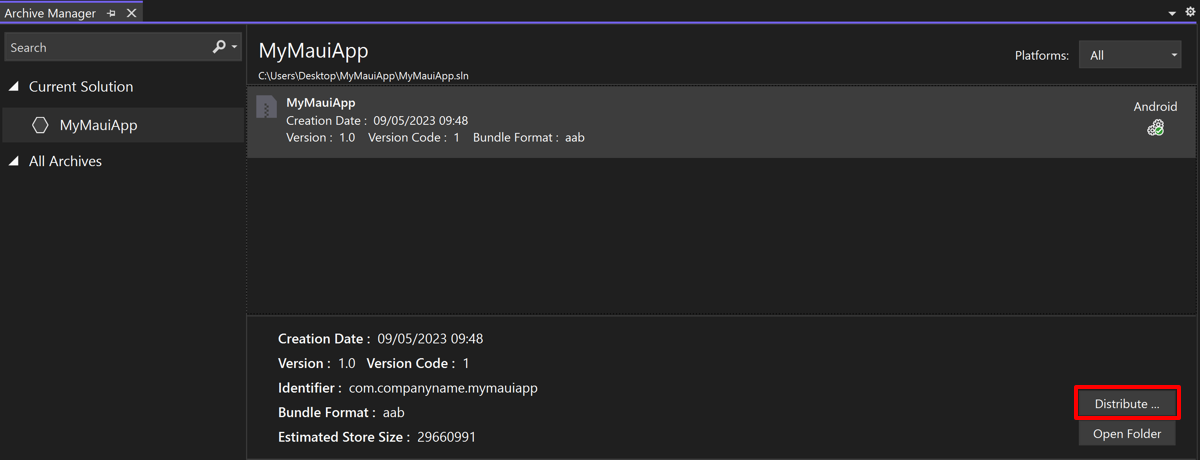 Archive Manager
Search
Current Solution
MyMauiApp
All Archives
MyMauiApp
C:\Users\Desktop\MyMauiApp\MyMauiApp.sln
Platforms: All
MyMauiApp
Creation Date : 09/05/2023 09:48
Version : 1.0 Version Code : 1 Bundle Format : aab
Android
Creation Date : 09/05/2023 09:48
Version : 1.0 Version Code : 1
Identifier : com.companyname.mymauiapp
Bundle Format : aab
Estimated Store Size : 29660991
Distribute ...
Open Folder